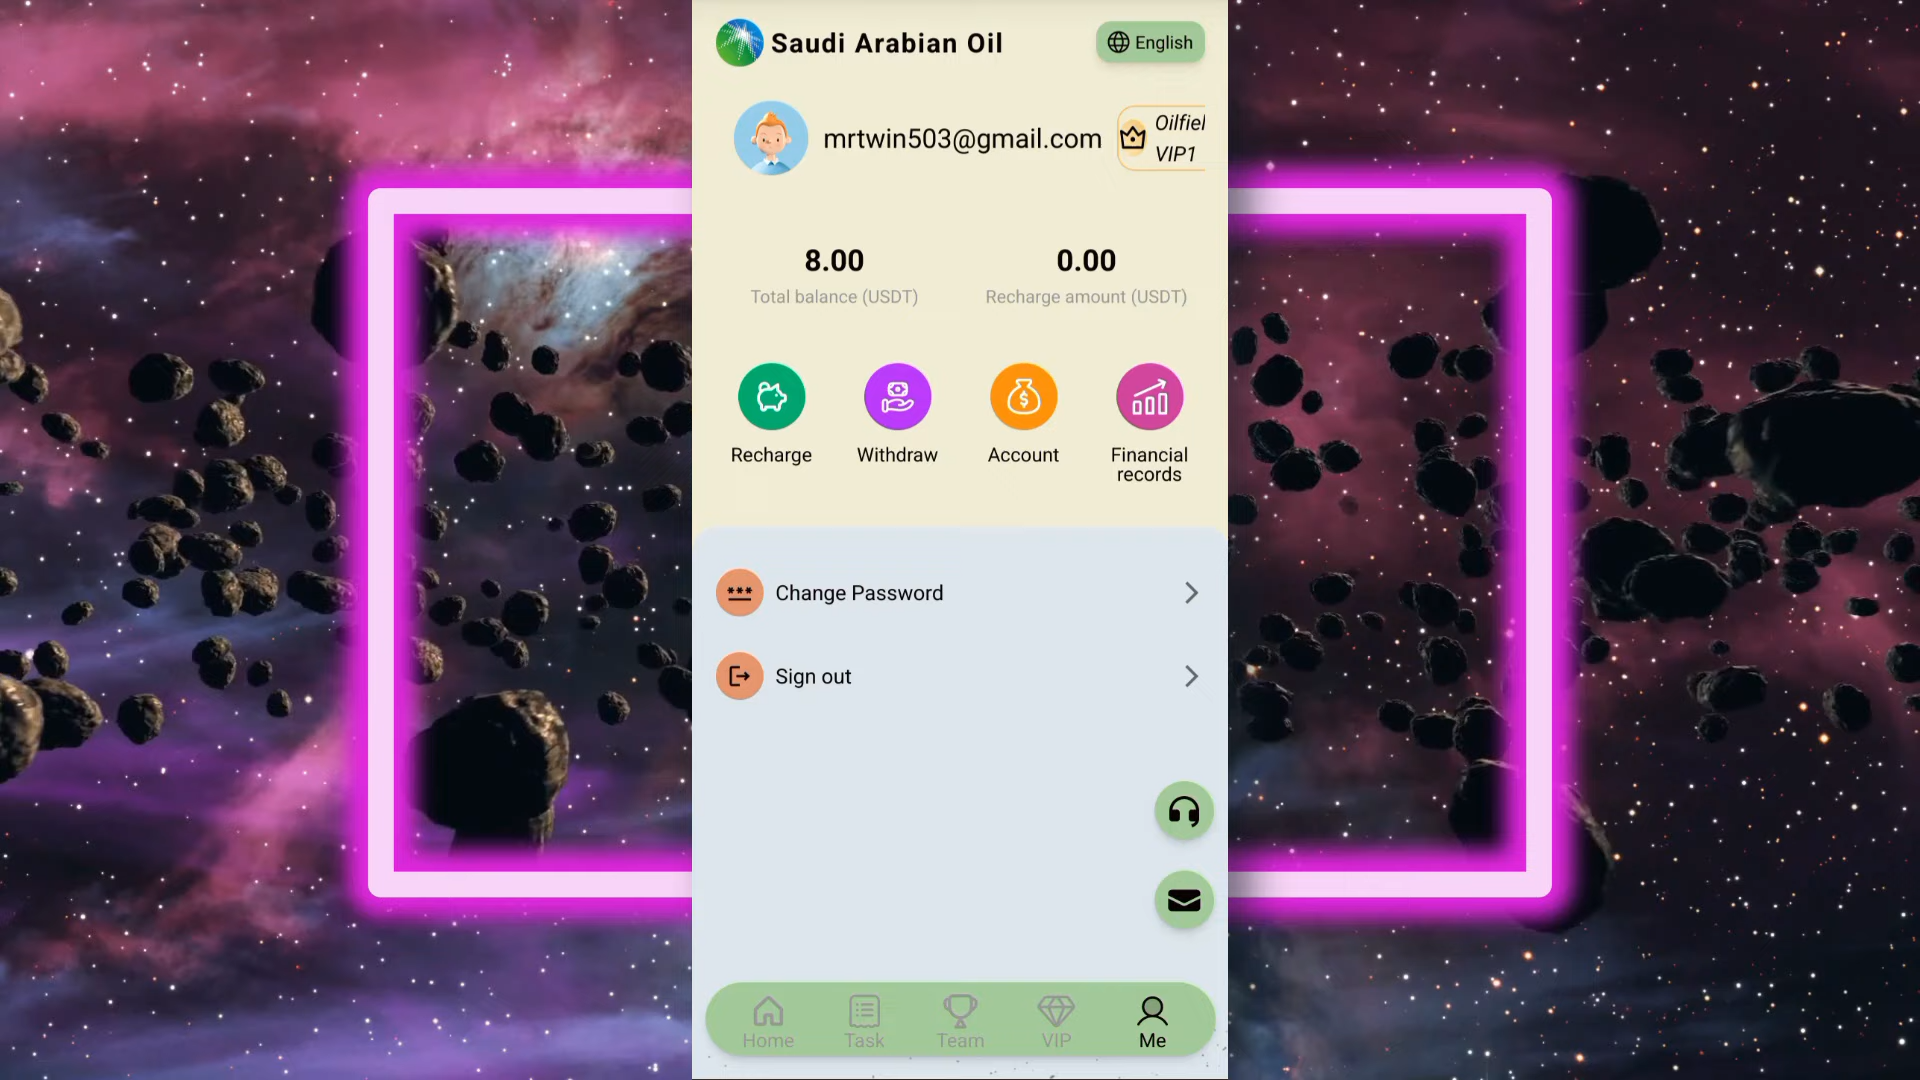 Saudi Arabian Oil
English
mrtwin503@gmail.com
Oilfiel
VIP1
8.00
0.00
Total balance (USDT)
Recharge amount (USDT)
Recharge
Withdraw
Account
Financial
records
Change Password
Sign out
Home
Task
Team
VIP
Me